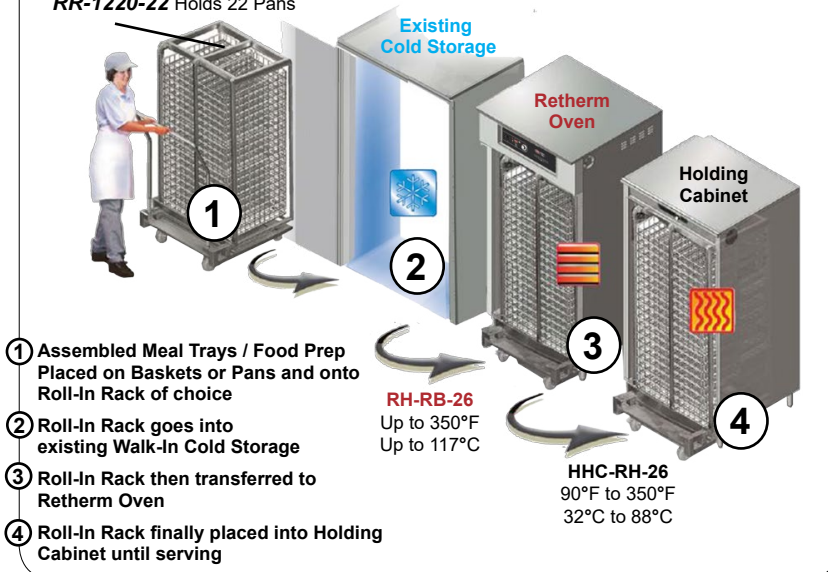 RR-1220-22 Holds 22 Pans
Existing
Cold Storage
Retherm
Oven
Holding
Cabinet
1
2
3
4
RH-RB-26
Up to 350°F
Up to 117°C
HHC-RH-26
90°F to 350°F
32°C to 88°C
1 Assembled Meal Trays / Food Prep
Placed on Baskets or Pans and onto
Roll-In Rack of choice
2 Roll-In Rack goes into
existing Walk-In Cold Storage
3 Roll-In Rack then transferred to
Retherm Oven
4 Roll-In Rack finally placed into Holding
Cabinet until serving